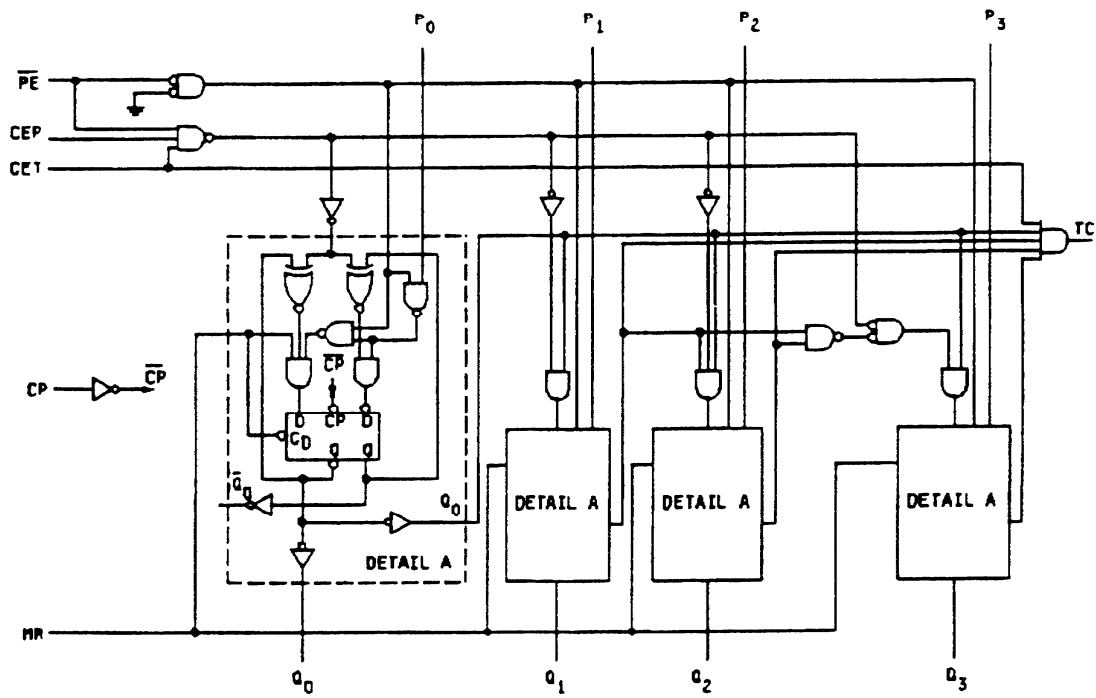 P0
P1
P2
P3
PE
CEP
CET
TC
CP
CP
CP
D
CP
D
CD
Q
Q
Q0
Q0
DETAIL A
DETAIL A
DETAIL A
DETAIL A
MR
Q0
Q1
Q2
Q3